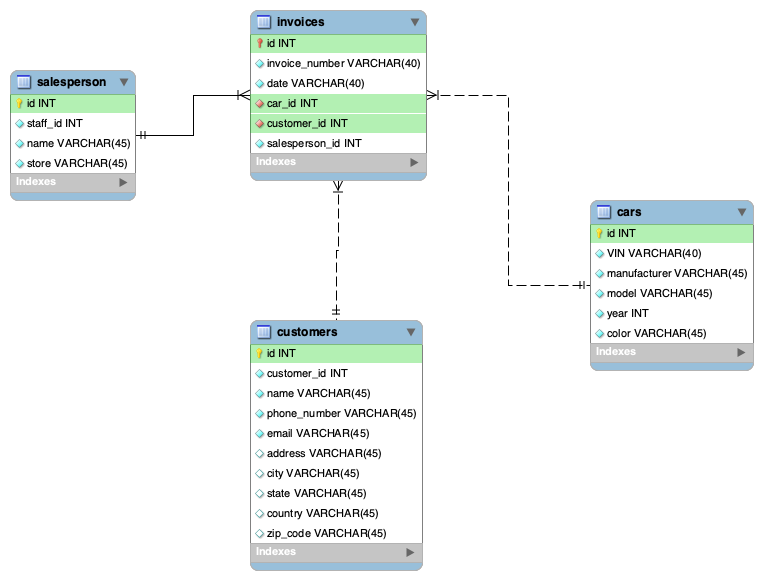 invoices
id INT
invoice_number VARCHAR(40)
date VARCHAR(40)
car_id INT
customer_id INT
salesperson_id INT
Indexes
salesperson
id INT
staff_id INT
name VARCHAR(45)
store VARCHAR(45)
Indexes
cars
id INT
VIN VARCHAR(40)
manufacturer VARCHAR(45)
model VARCHAR(45)
year INT
color VARCHAR(45)
Indexes
customers
id INT
customer_id INT
name VARCHAR(45)
phone_number VARCHAR(45)
email VARCHAR(45)
address VARCHAR(45)
city VARCHAR(45)
state VARCHAR(45)
country VARCHAR(45)
zip_code VARCHAR(45)
Indexes